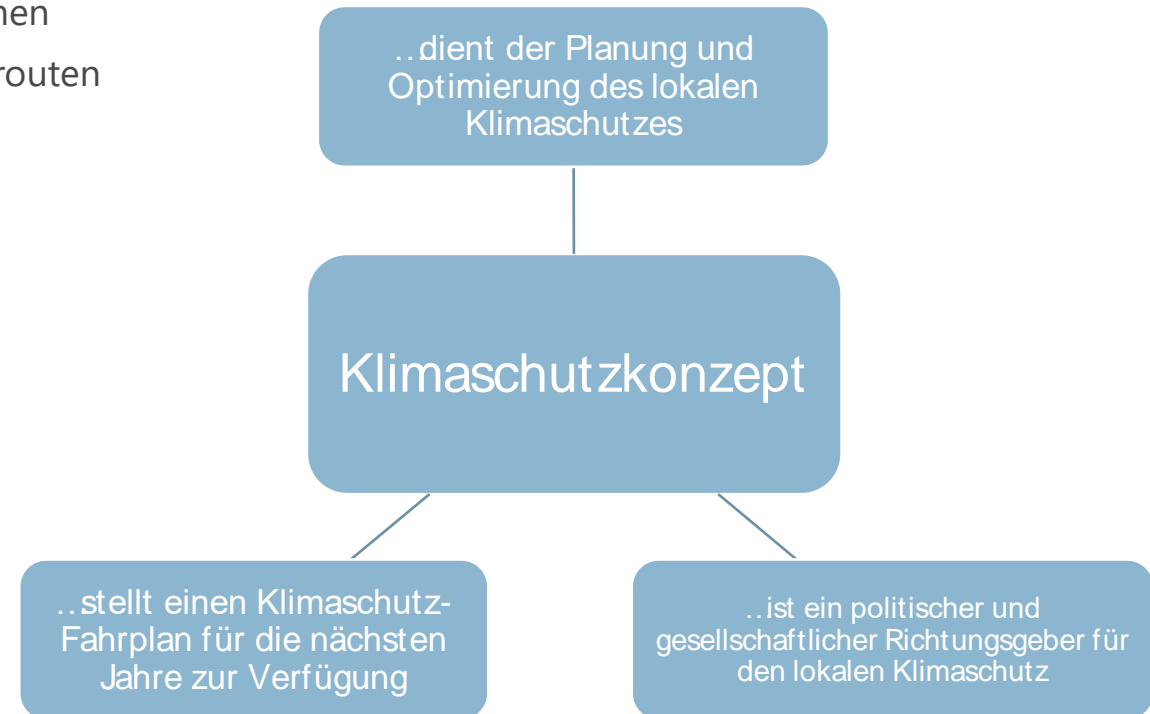 nen
routen
…dient der Planung und
Optimierung des lokalen
Klimaschutzes
Klimaschutzkonzept
…stellt einen Klimaschutz-
Fahrplan für die nächsten
Jahre zur Verfügung
…ist ein politischer und
gesellschaftlicher Richtungsgeber für
den lokalen Klimaschutz